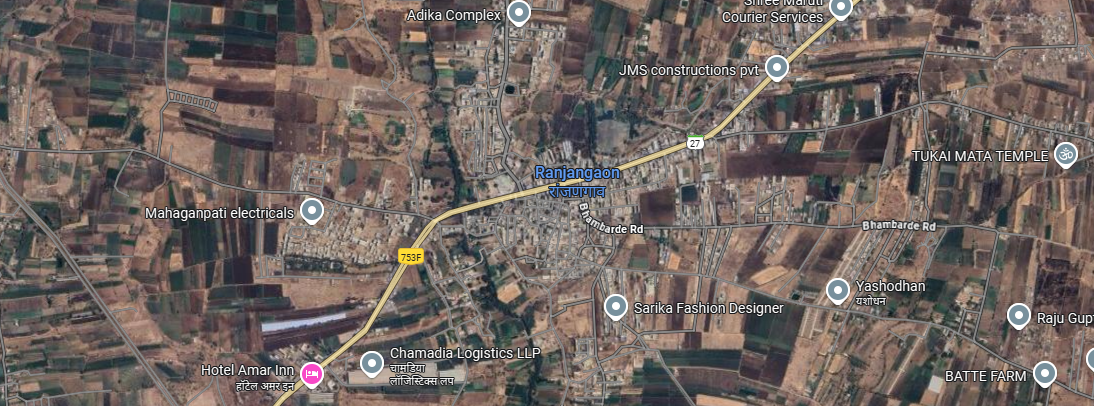 Adika Complex
Shree Maruti
Courier Services
JMS constructions pvt
27
TUKAI MATA TEMPLE
Ranjangaon
रांजणगाव
Mahaganpati electricals
Bhambarde Rd
Bhambarde Rd
753F
Yashodhan
यशोधन
Sarika Fashion Designer
Raju Gupt
Chamadia Logistics LLP
चामड़िया
लॉजिस्टिक्स लप
Hotel Amar Inn
हॉटेल अमर इन
BATTE FARM